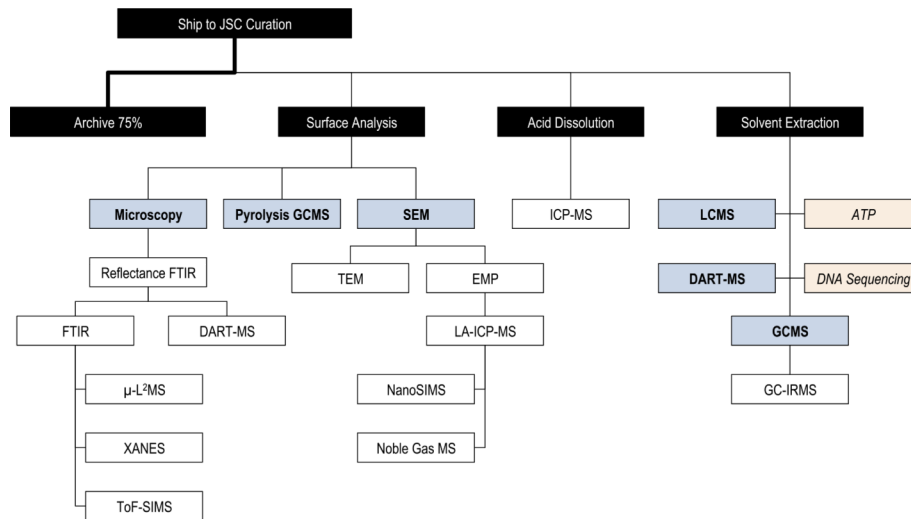 Ship to JSC Curation
Archive 75%
Surface Analysis
Acid Dissolution
Solvent Extraction
Microscopy
Pyrolysis GCMS
SEM
ICP-MS
LCMS
ATP
Reflectance FTIR
TEM
EMP
DART-MS
DNA Sequencing
FTIR
DART-MS
LA-ICP-MS
GCMS
µ-L²MS
NanoSIMS
GC-IRMS
XANES
Noble Gas MS
ToF-SIMS